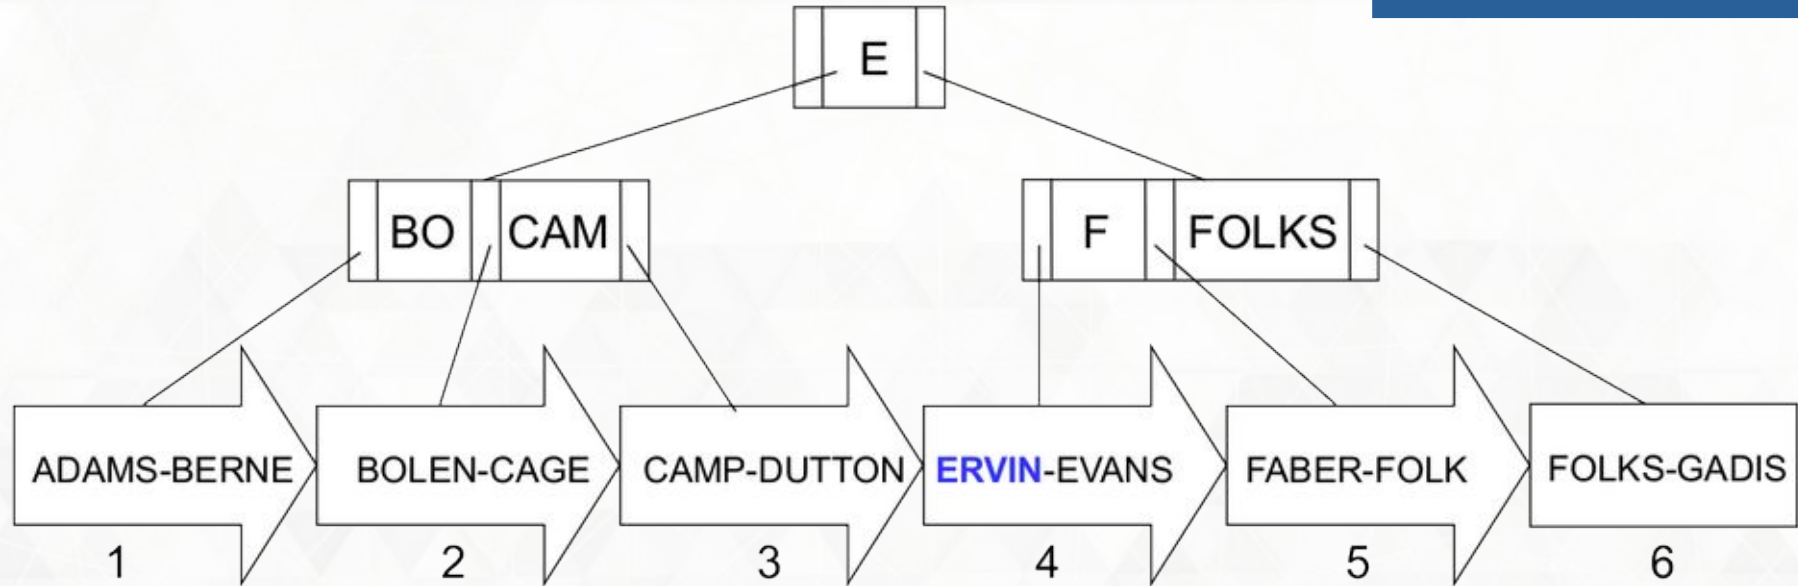 E
BO CAM
F FOLKS
ADAMS-BERNE
BOLEN-CAGE
CAMP-DUTTON
ERVIN-EVANS
FABER-FOLK
FOLKS-GADIS
1
2
3
4
5
6